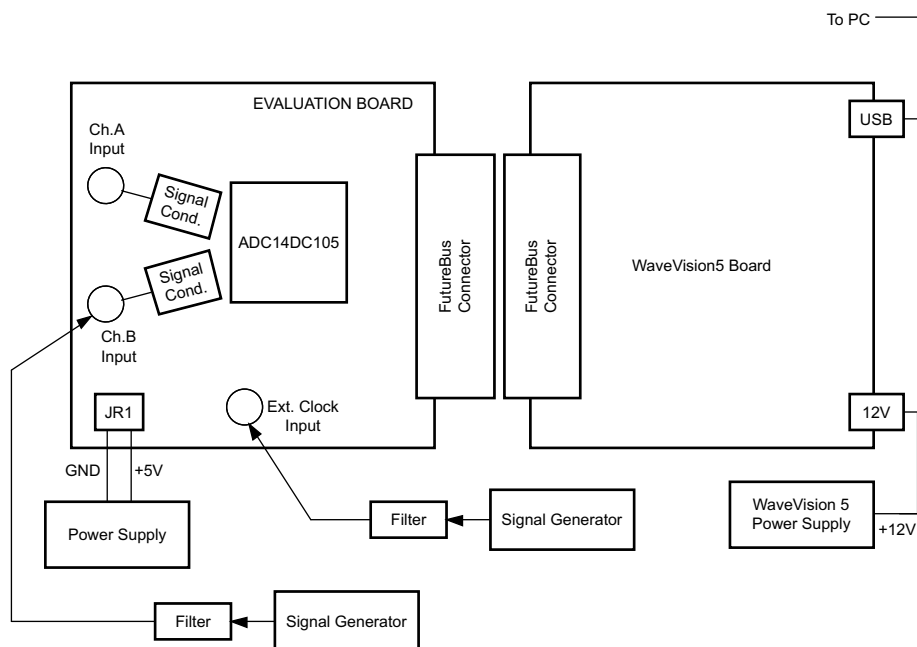 To PC
EVALUATION BOARD
USB
Ch.A
Input
Signal
Cond.
ADC14DC105
FutureBus
Connector
FutureBus
Connector
WaveVision5 Board
Signal
Cond.
Ch.B
Input
JR1
Ext. Clock
Input
12V
GND
+5V
Power Supply
Filter
Signal Generator
WaveVision 5
Power Supply
+12V
Filter
Signal Generator